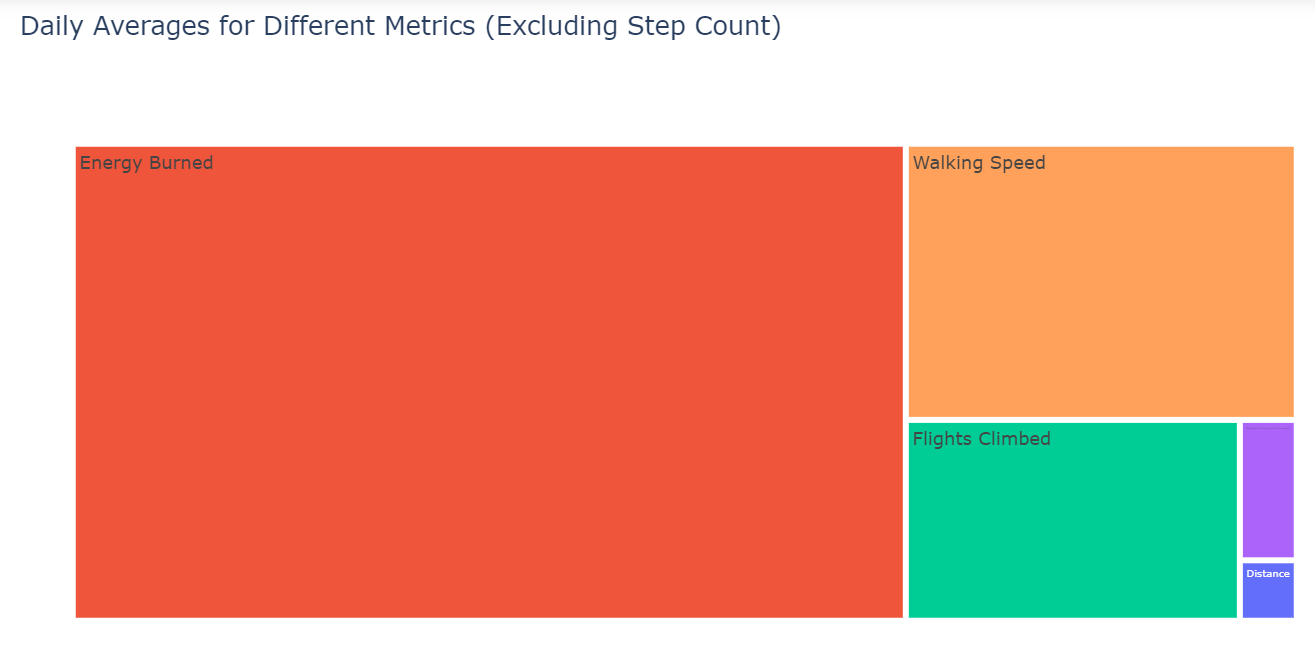 Daily Averages for Different Metrics (Excluding Step Count)
Energy Burned
Walking Speed
Flights Climbed
Distance